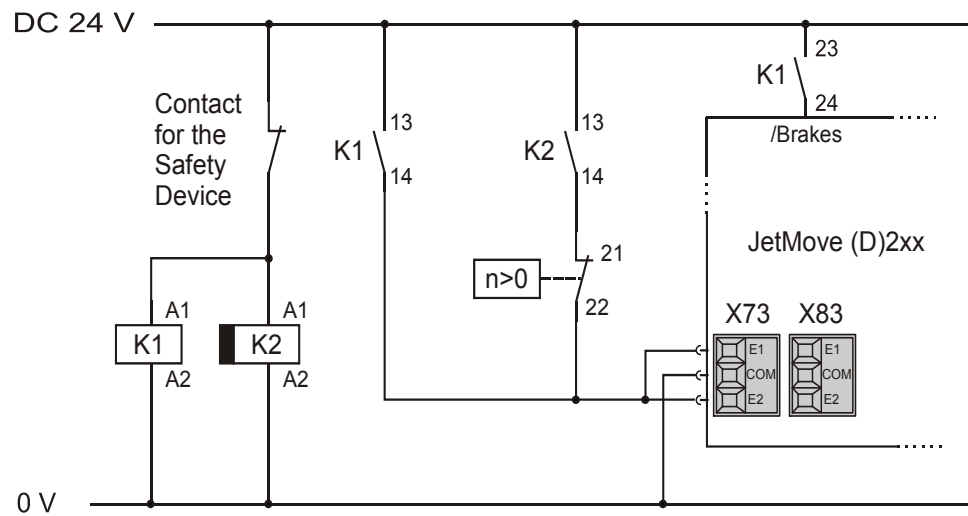 DC 24 V
Contact
for the
Safety
Device
K1
13
14
K2
13
14
K1
23
24
/Brakes
n>0
21
22
JetMove (D)2xx
X73
X83
E1
COM
E2
E1
COM
E2
K1
A1
A2
K2
A1
A2
0 V